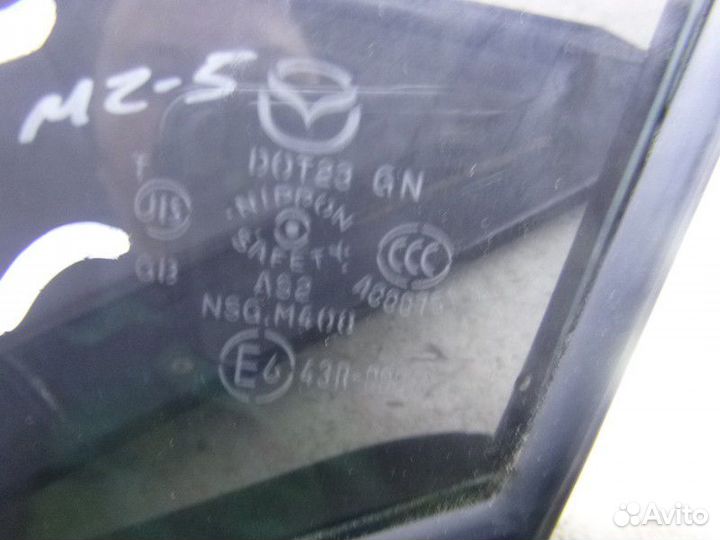 MZ-5
DOT23 GN
T
JIS
NIPPON
SAFETY
CCC
AS2
NSG.M400
E6 43R-
Avito